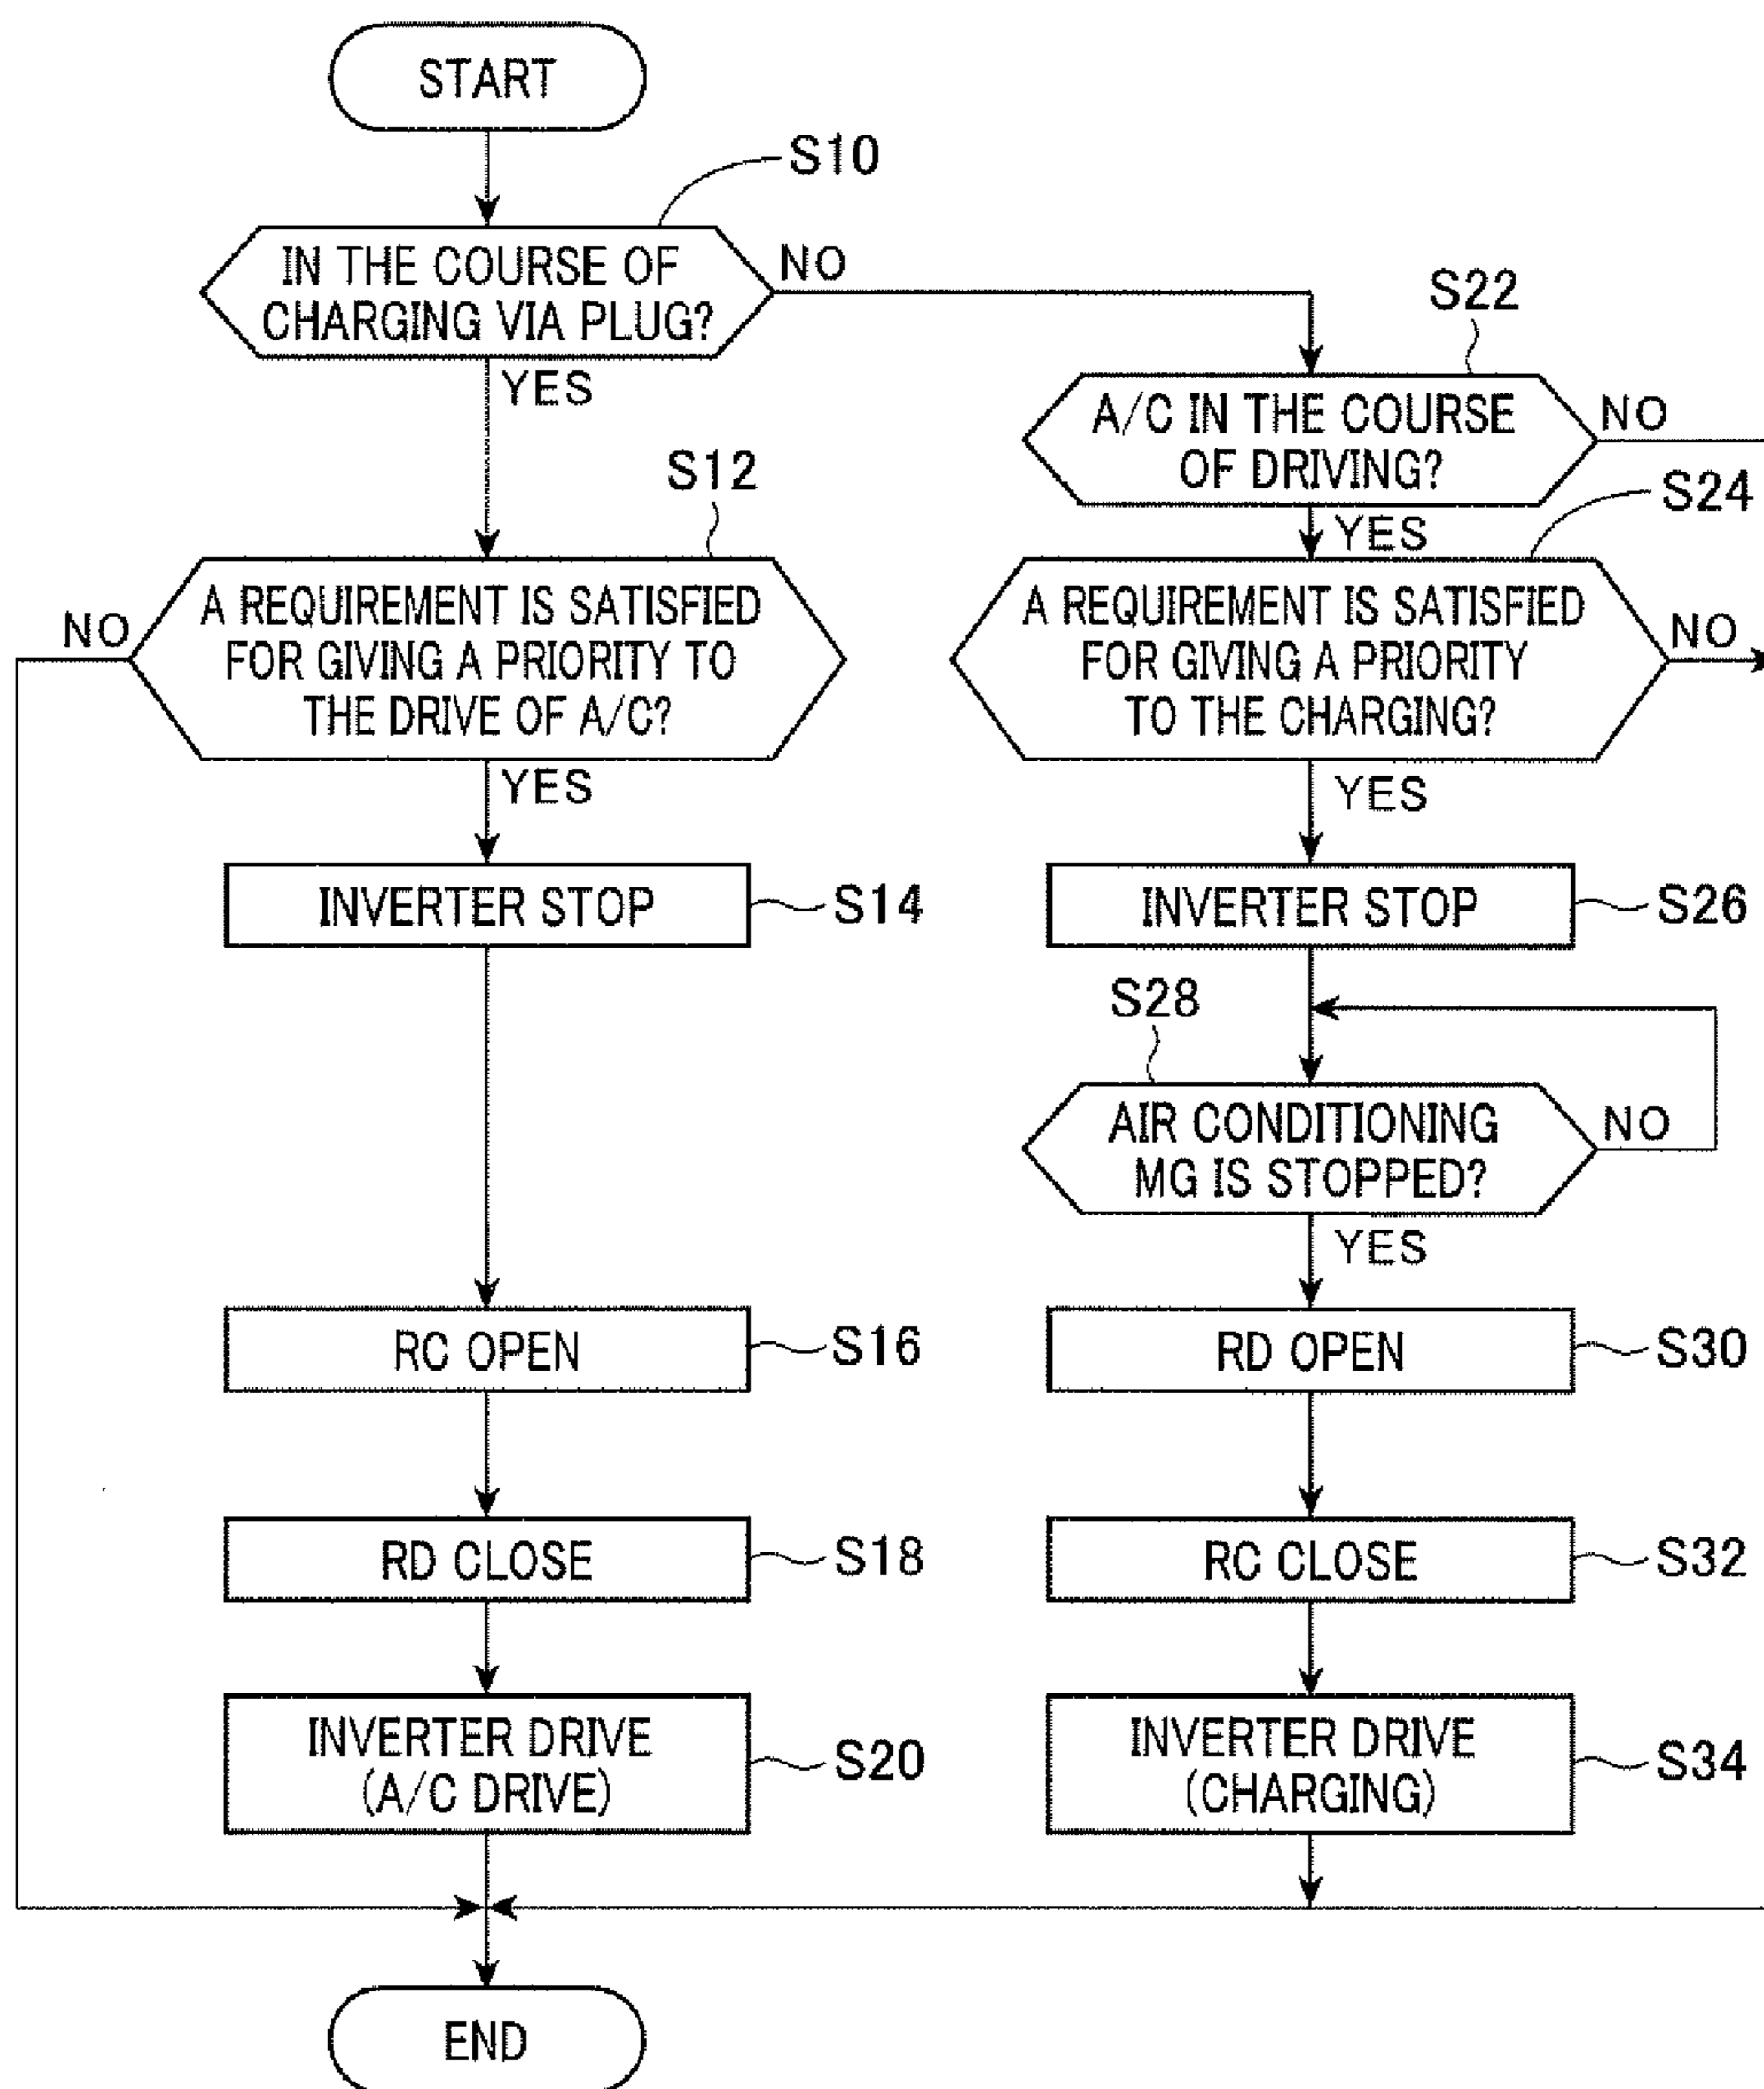 START
S10
IN THE COURSE OF
CHARGING VIA PLUG?
NO
YES
S22
A/C IN THE COURSE
OF DRIVING?
NO
YES
S12
A REQUIREMENT IS SATISFIED
FOR GIVING A PRIORITY TO
THE DRIVE OF A/C?
NO
YES
S24
A REQUIREMENT IS SATISFIED
FOR GIVING A PRIORITY
TO THE CHARGING?
NO
YES
INVERTER STOP
S14
INVERTER STOP
S26
S28
AIR CONDITIONING
MG IS STOPPED?
NO
YES
RC OPEN
S16
RD OPEN
S30
RD CLOSE
S18
RC CLOSE
S32
INVERTER DRIVE
(A/C DRIVE)
S20
INVERTER DRIVE
(CHARGING)
S34
END